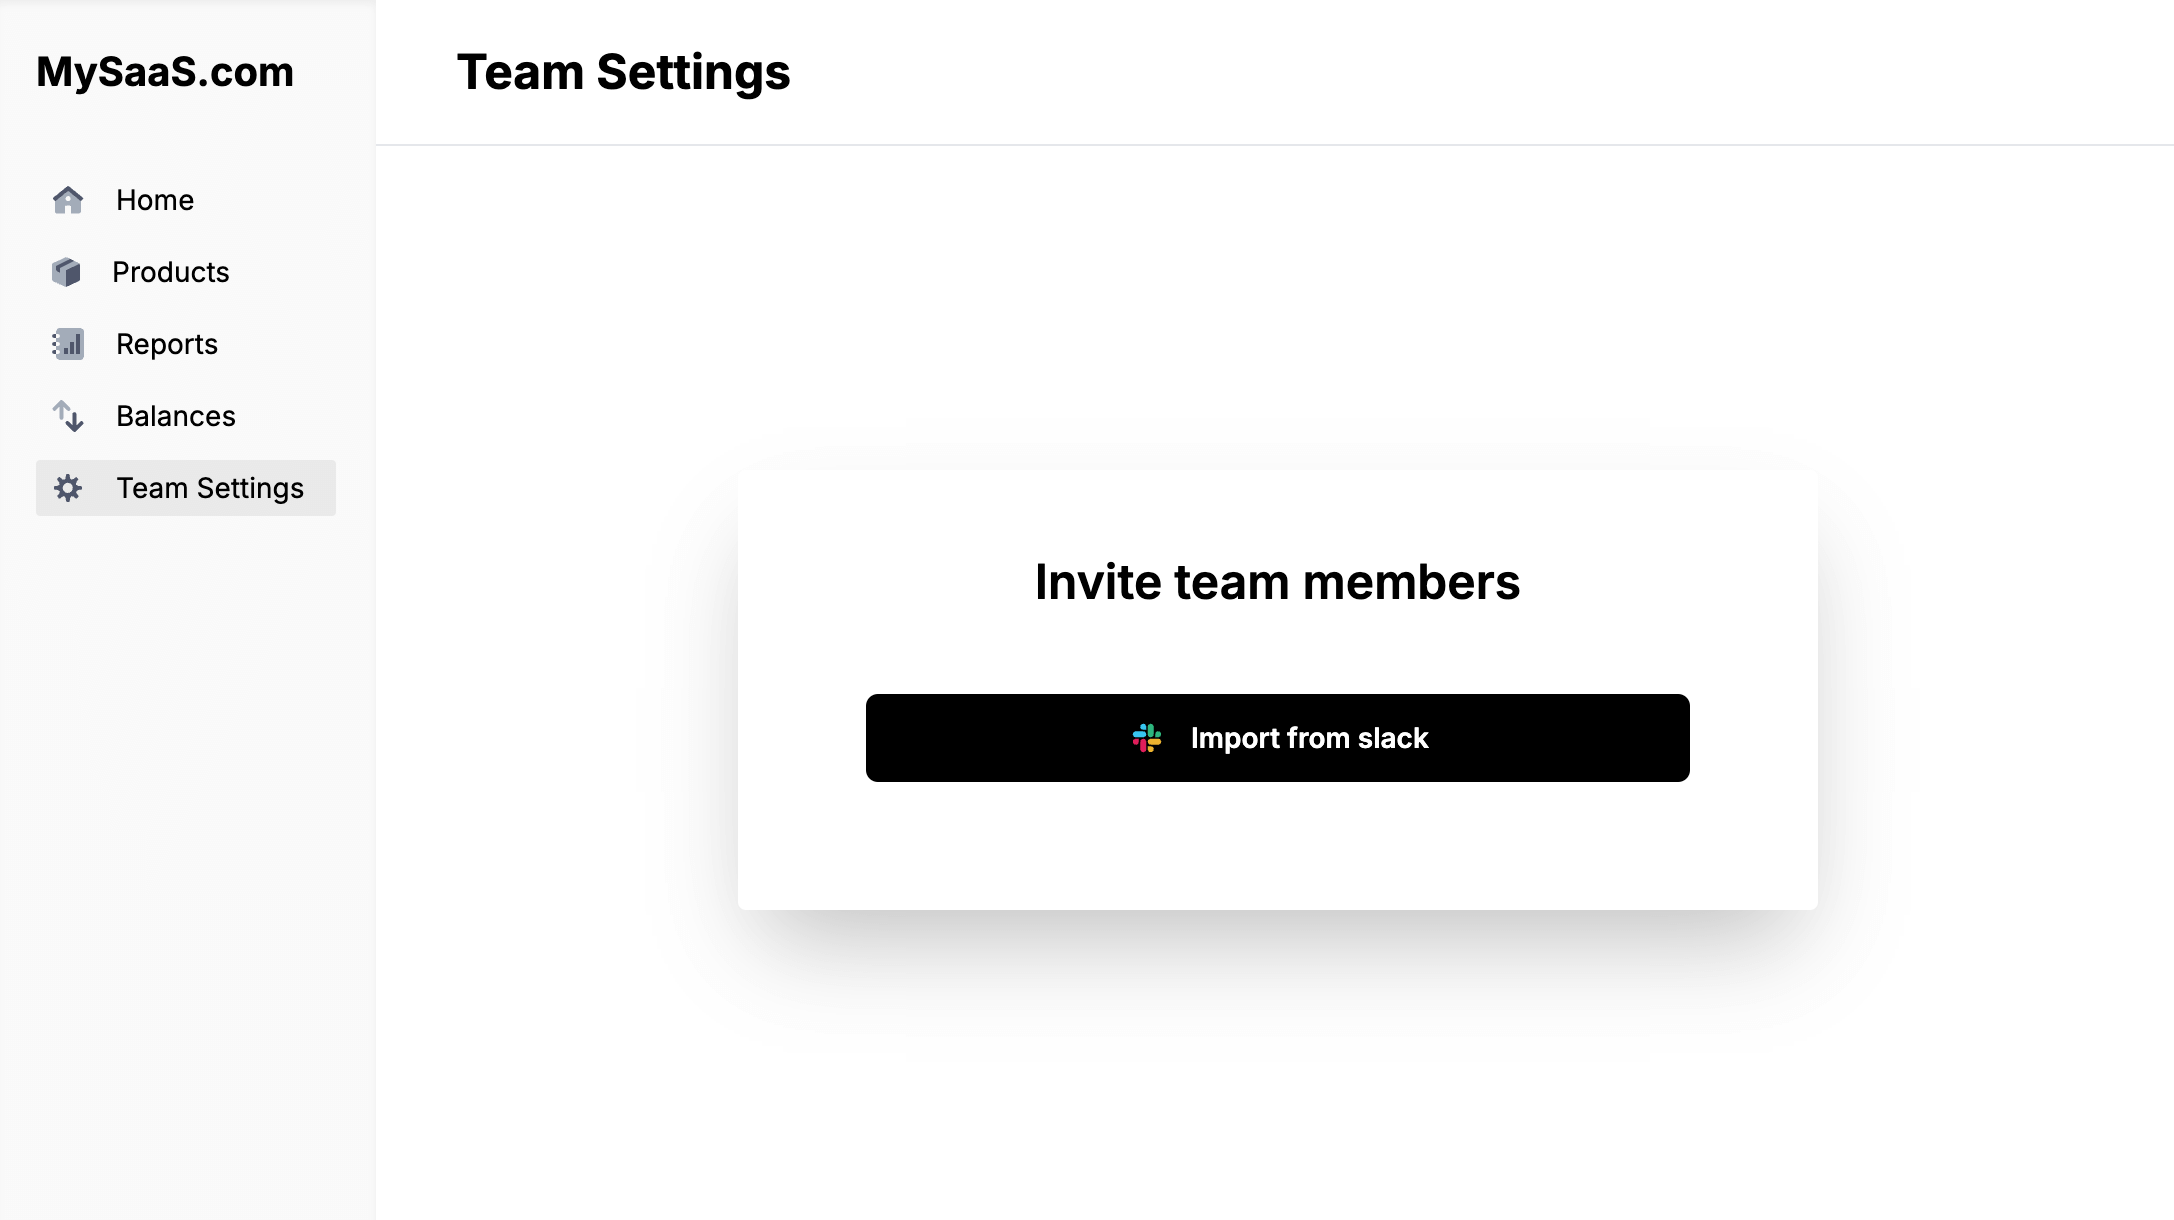 MySaaS.com
Home
Products
Reports
Balances
Team Settings
Team Settings
Invite team members
Import from slack